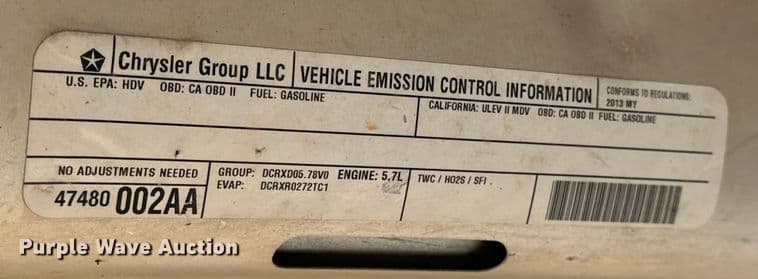 Chrysler Group LLC
VEHICLE EMISSION CONTROL INFORMATION
CONFORMS TO REGULATIONS:
2013 MY
U.S. EPA: HDV OBD: CA OBD II FUEL: GASOLINE
CALIFORNIA: ULEV II MDV OBD: CA OBD II FUEL: GASOLINE
NO ADJUSTMENTS NEEDED
47480 002AA
GROUP: DCRXD05.78V0 ENGINE: 5.7L
EVAP: DCRXR0272TC1
TWC / HO2S / SFI
Purple Wave Auction